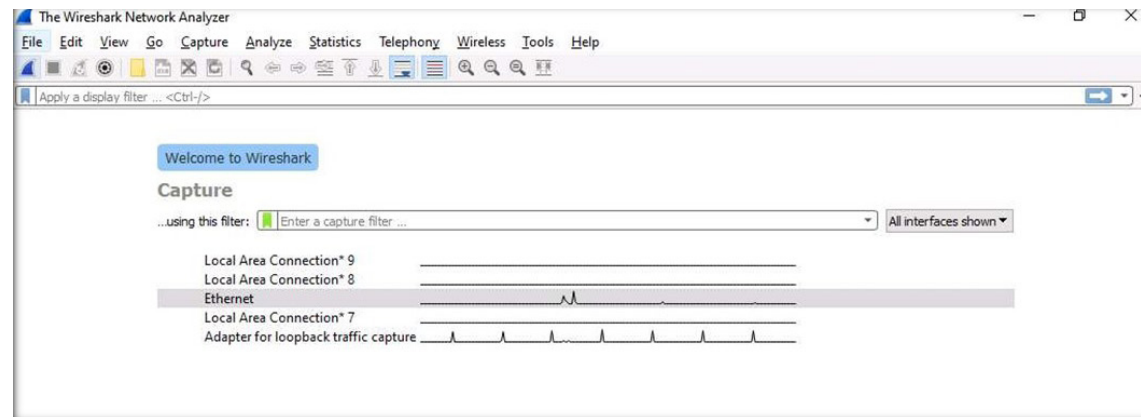 The Wireshark Network Analyzer
File Edit View Go Capture Analyze Statistics Telephony Wireless Tools Help
Apply a display filter ... <Ctrl-/>
Welcome to Wireshark
Capture
...using this filter: Enter a capture filter ... All interfaces shown
Local Area Connection* 9
Local Area Connection* 8
Ethernet
Local Area Connection* 7
Adapter for loopback traffic capture